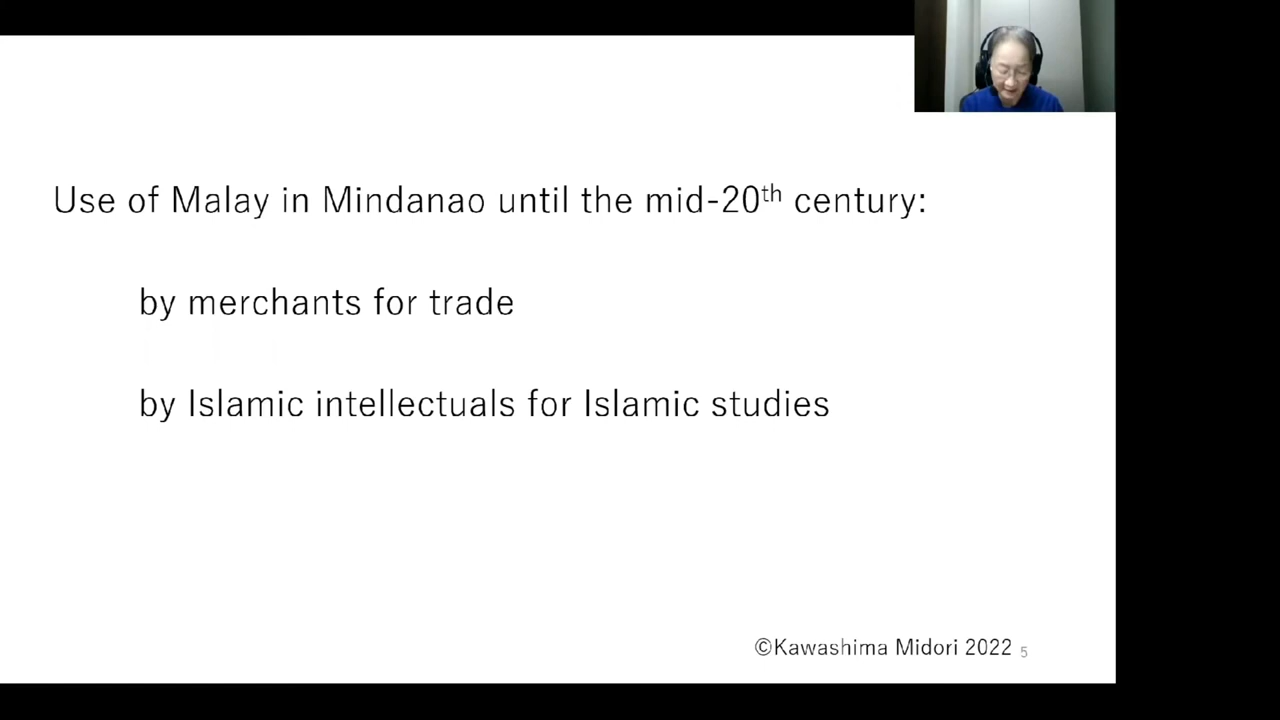 Use of Malay in Mindanao until the mid-20th century:
by merchants for trade
by Islamic intellectuals for Islamic studies
©Kawashima Midori 2022 5